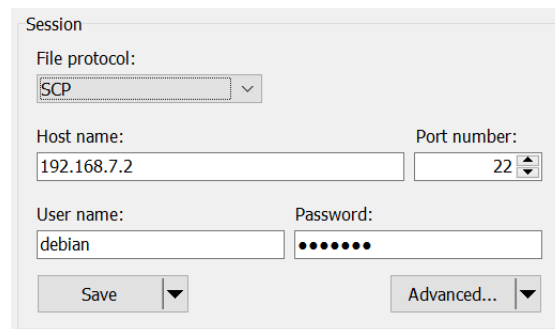 Session
File protocol:
SCP
Host name: Port number:
192.168.7.2 22
User name: Password:
debian •••••••
Save Advanced...